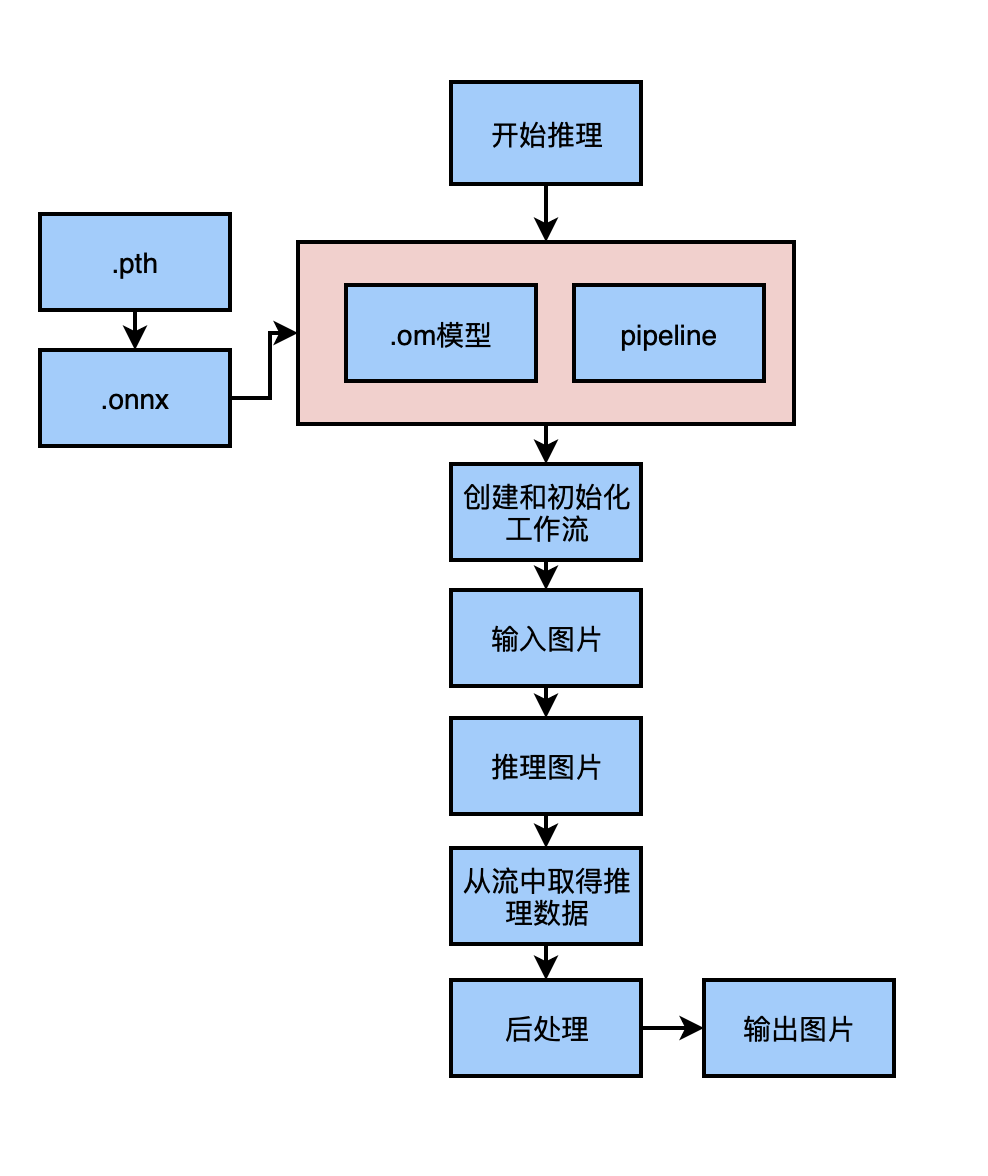 开始推理
.pth
.onnx
.om模型
pipeline
创建和初始化
工作流
输入图片
推理图片
从流中取得推
理数据
后处理
输出图片